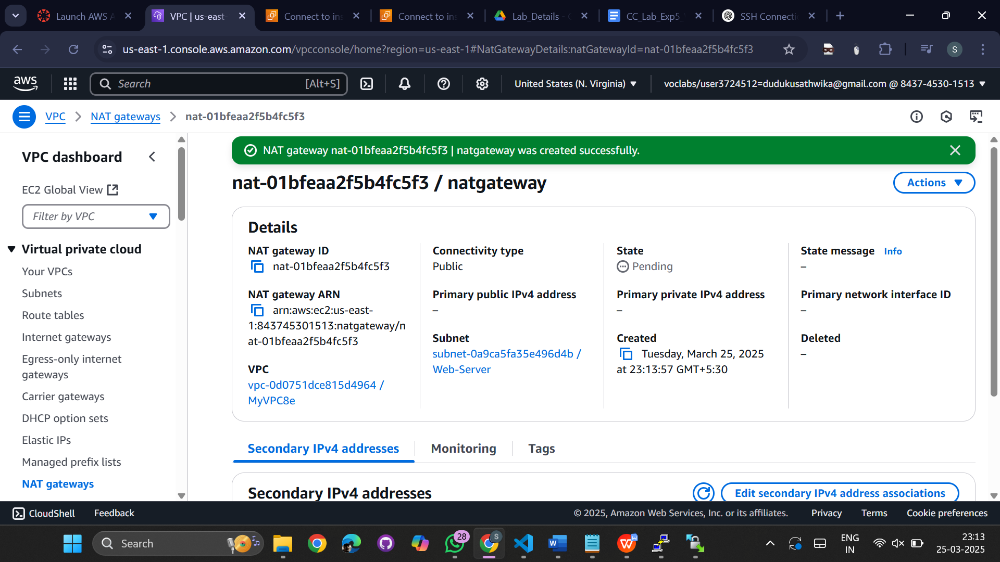 Launch AWS A
VPC | us-east-
Connect to ins
Connect to ins
Lab_Details - 
CC_Lab_Exp5_
SSH Connecti
us-east-1.console.aws.amazon.com/vpcconsole/home?region=us-east-1#NatGatewayDetails:natGatewayId=nat-01bfeaa2f5b4fc5f3
S
aws
Search
[Alt+S]
United States (N. Virginia)
voclabs/user3724512=dudukusathwika@gmail.com @ 8437-4530-1513
VPC
NAT gateways
nat-01bfeaa2f5b4fc5f3
VPC dashboard
EC2 Global View
Filter by VPC
Virtual private cloud
Your VPCs
Subnets
Route tables
Internet gateways
Egress-only internet
gateways
Carrier gateways
DHCP option sets
Elastic IPs
Managed prefix lists
NAT gateways
NAT gateway nat-01bfeaa2f5b4fc5f3 | natgateway was created successfully.
nat-01bfeaa2f5b4fc5f3 / natgateway
Actions
Details
NAT gateway ID
nat-01bfeaa2f5b4fc5f3
NAT gateway ARN
arn:aws:ec2:us-east-
1:843745301513:natgateway/n
at-01bfeaa2f5b4fc5f3
VPC
vpc-0d0751dce815d4964 /
MyVPC8e
Connectivity type
Public
Primary public IPv4 address
–
Subnet
subnet-0a9ca5fa35e496d4b /
Web-Server
State
Pending
Primary private IPv4 address
–
Created
Tuesday, March 25, 2025
at 23:13:57 GMT+5:30
State message Info
–
Primary network interface ID
–
Deleted
–
Secondary IPv4 addresses
Monitoring
Tags
Secondary IPv4 addresses
Edit secondary IPv4 address associations
CloudShell
Feedback
© 2025, Amazon Web Services, Inc. or its affiliates.
Privacy
Terms
Cookie preferences
Search
28
S
ENG
IN
23:13
25-03-2025